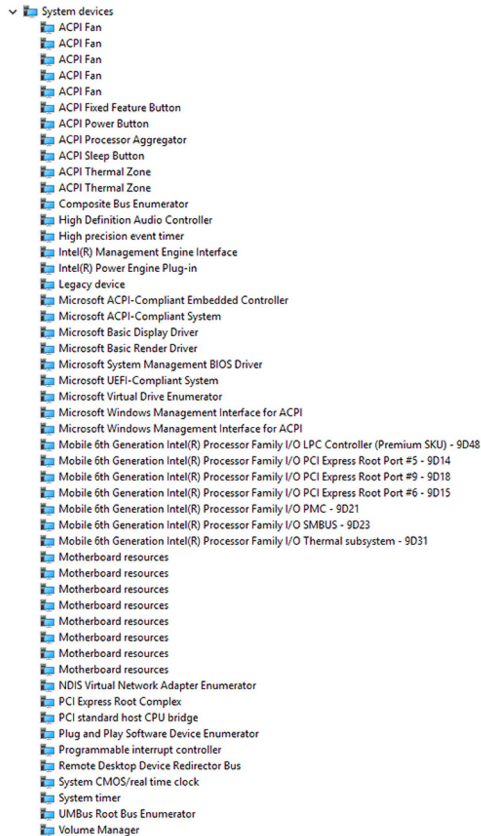 System devices
ACPI Fan
ACPI Fan
ACPI Fan
ACPI Fan
ACPI Fan
ACPI Fixed Feature Button
ACPI Power Button
ACPI Processor Aggregator
ACPI Sleep Button
ACPI Thermal Zone
ACPI Thermal Zone
Composite Bus Enumerator
High Definition Audio Controller
High precision event timer
Intel(R) Management Engine Interface
Intel(R) Power Engine Plug-in
Legacy device
Microsoft ACPI-Compliant Embedded Controller
Microsoft ACPI-Compliant System
Microsoft Basic Display Driver
Microsoft Basic Render Driver
Microsoft System Management BIOS Driver
Microsoft UEFI-Compliant System
Microsoft Virtual Drive Enumerator
Microsoft Windows Management Interface for ACPI
Microsoft Windows Management Interface for ACPI
Mobile 6th Generation Intel(R) Processor Family I/O LPC Controller (Premium SKU) - 9D48
Mobile 6th Generation Intel(R) Processor Family I/O PCI Express Root Port #5 - 9D14
Mobile 6th Generation Intel(R) Processor Family I/O PCI Express Root Port #9 - 9D18
Mobile 6th Generation Intel(R) Processor Family I/O PCI Express Root Port #6 - 9D15
Mobile 6th Generation Intel(R) Processor Family I/O PMC - 9D21
Mobile 6th Generation Intel(R) Processor Family I/O SMBUS - 9D23
Mobile 6th Generation Intel(R) Processor Family I/O Thermal subsystem - 9D31
Motherboard resources
Motherboard resources
Motherboard resources
Motherboard resources
Motherboard resources
Motherboard resources
Motherboard resources
Motherboard resources
NDIS Virtual Network Adapter Enumerator
PCI Express Root Complex
PCI standard host CPU bridge
Plug and Play Software Device Enumerator
Programmable interrupt controller
Remote Desktop Device Redirector Bus
System CMOS/real time clock
System timer
UMBus Root Bus Enumerator
Volume Manager